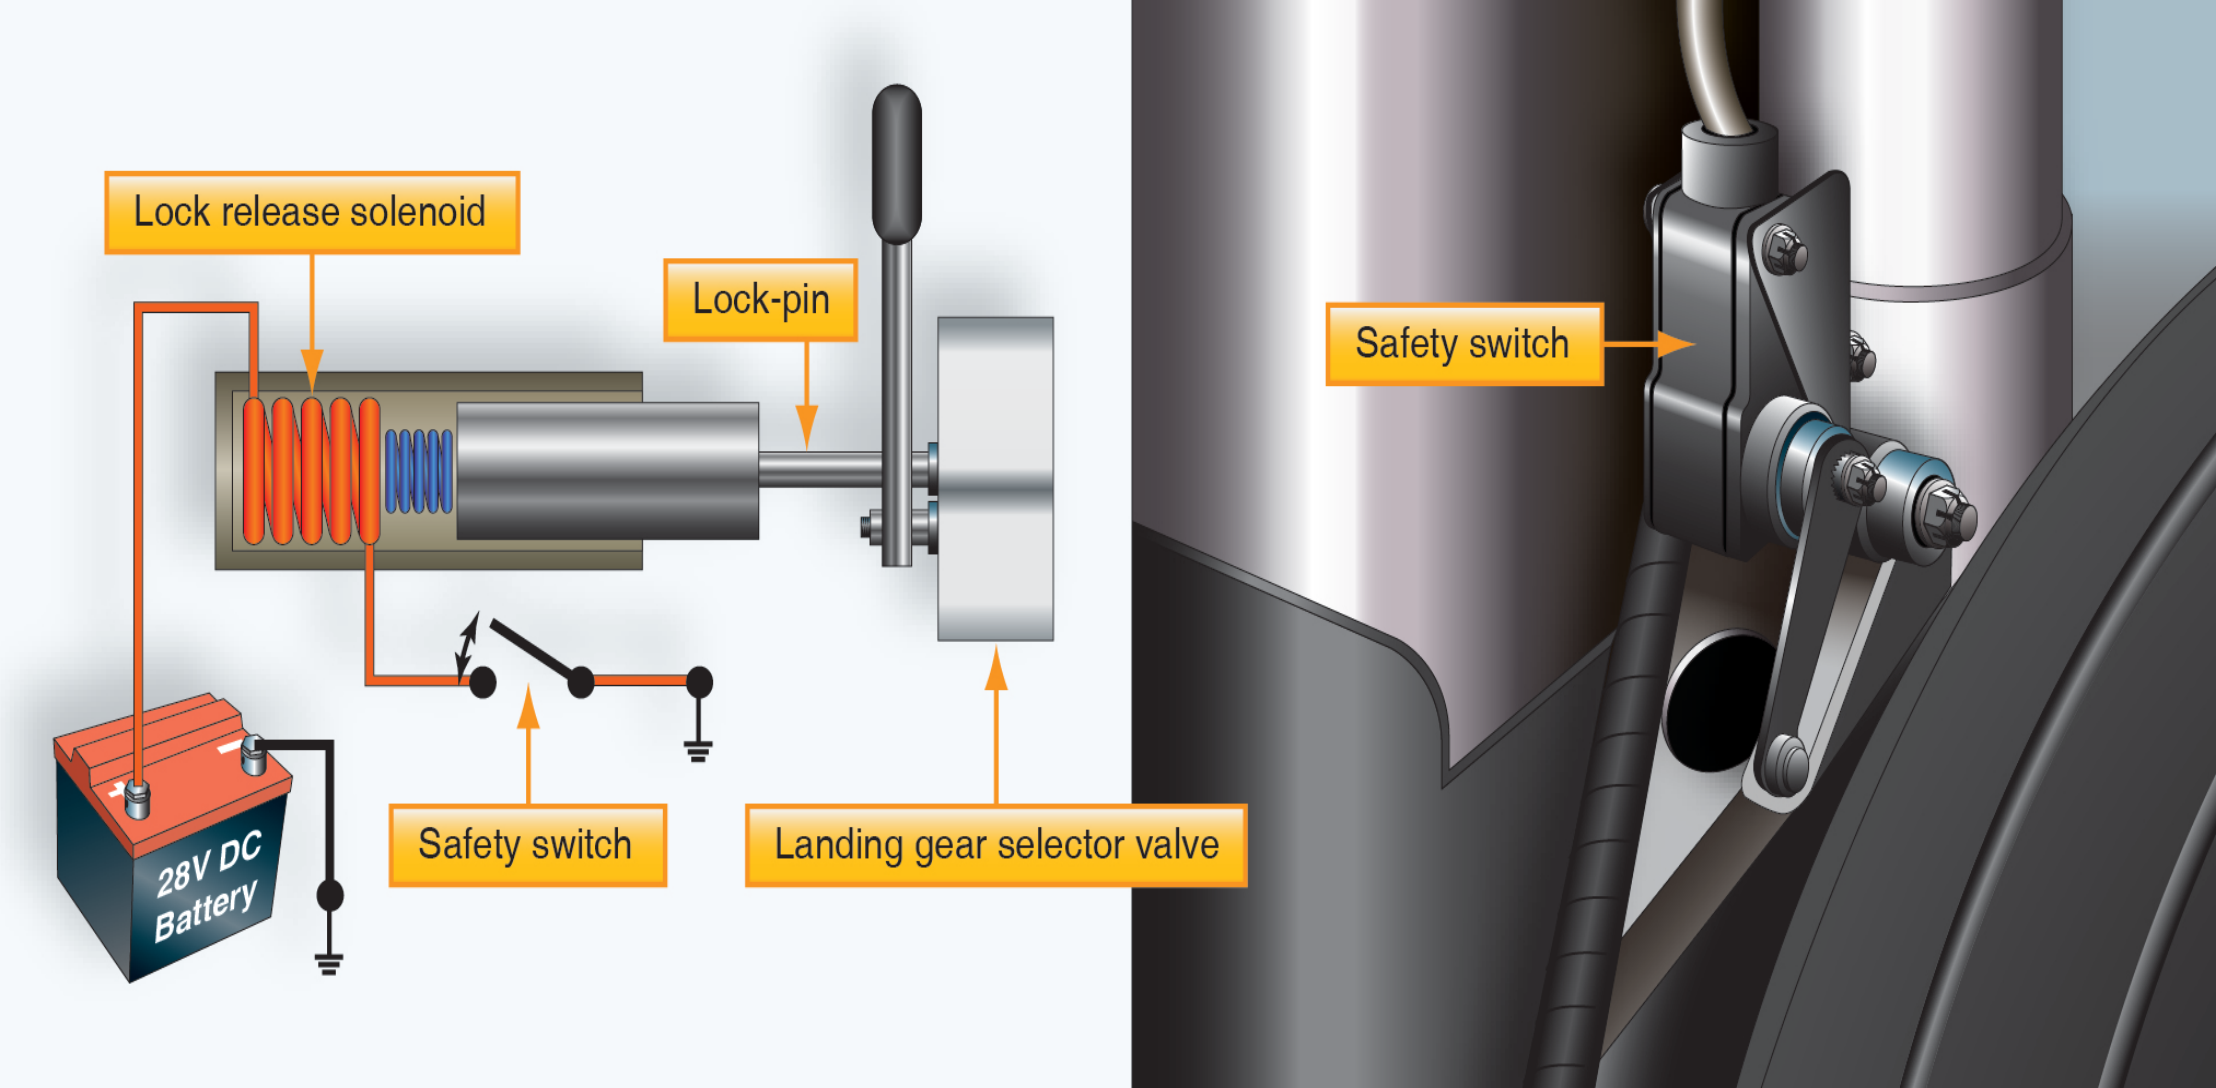 Lock release solenoid
Lock-pin
Safety switch
Safety switch
Landing gear selector valve
+
−
28V DC
Battery